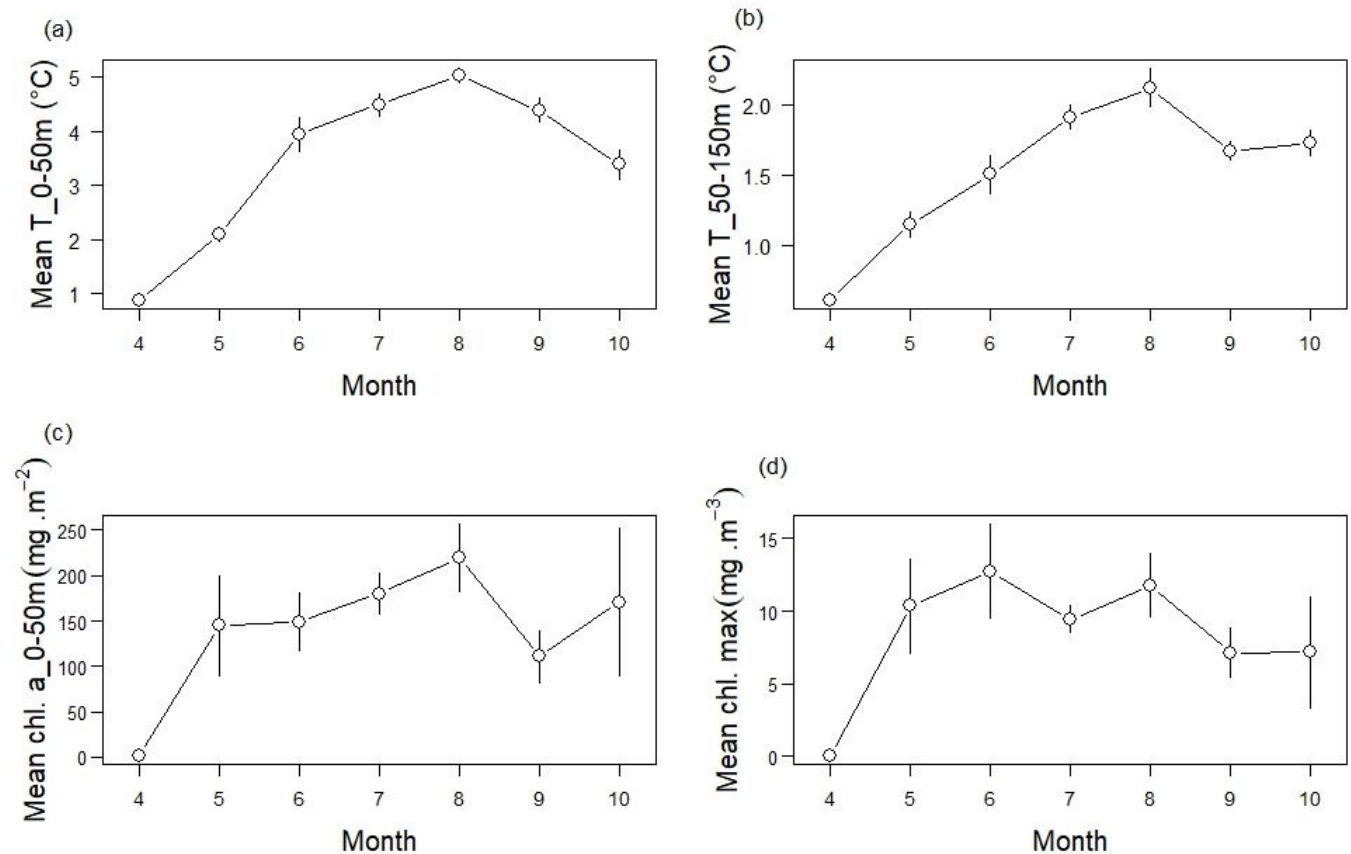 (a)
Mean T_0-50m (°C)
5
4
3
2
1
4 5 6 7 8 9 10
Month
(b)
Mean T_50-150m (°C)
2.0
1.5
1.0
4 5 6 7 8 9 10
Month
(c)
Mean chl. a_0-50m(mg .m⁻²)
250
200
150
100
50
0
4 5 6 7 8 9 10
Month
(d)
Mean chl. max(mg .m⁻³)
15
10
5
0
4 5 6 7 8 9 10
Month